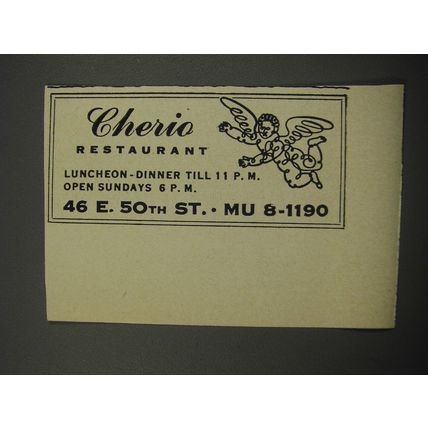 Cherio
RESTAURANT
LUNCHEON-DINNER TILL 11 P. M.
OPEN SUNDAYS 6 P. M.
46 E. 50TH ST. • MU 8-1190